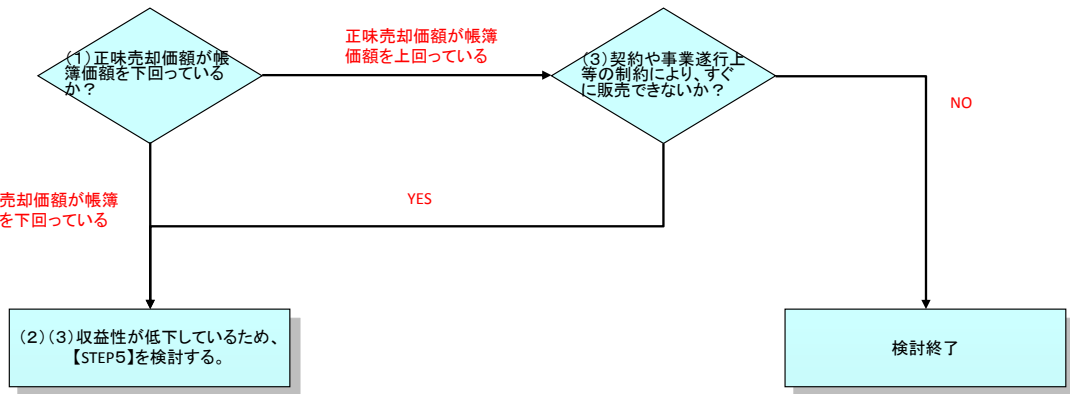 (1)正味売却価額が帳
簿価額を下回っている
か？
正味売却価額が帳簿
価額を上回っている
(3)契約や事業遂行上
等の制約により、すぐ
に販売できないか？
NO
売却価額が帳簿
を下回っている
YES
(2)(3)収益性が低下しているため、
【STEP5】を検討する。
検討終了